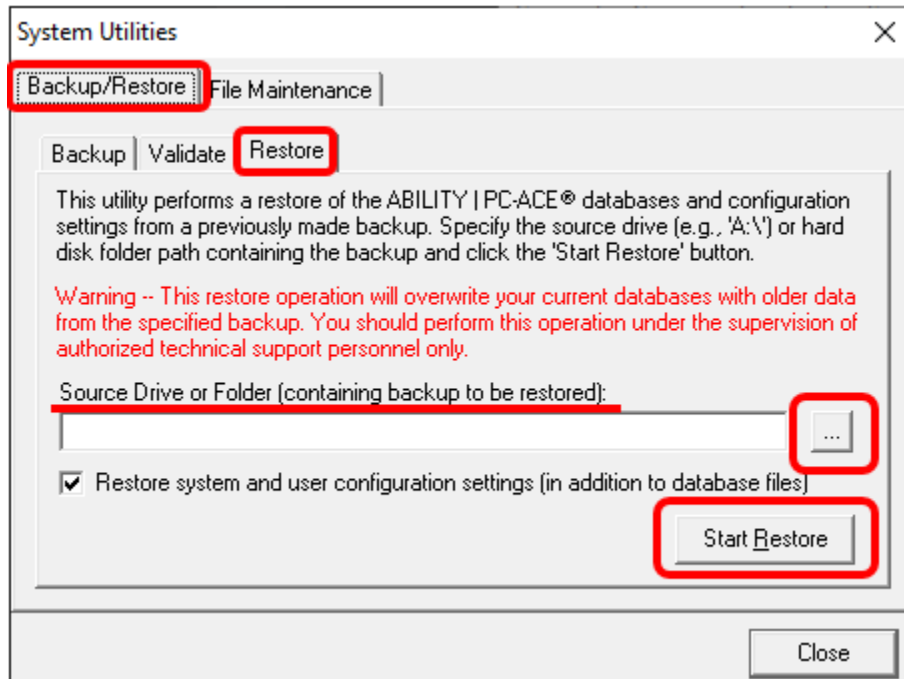 System Utilities
Backup/Restore File Maintenance
Backup Validate Restore
This utility performs a restore of the ABILITY | PC-ACE® databases and configuration
settings from a previously made backup. Specify the source drive (e.g., 'A:\') or hard
disk folder path containing the backup and click the 'Start Restore' button.
Warning -- This restore operation will overwrite your current databases with older data
from the specified backup. You should perform this operation under the supervision of
authorized technical support personnel only.
Source Drive or Folder (containing backup to be restored):
...
Restore system and user configuration settings (in addition to database files)
Start Restore
Close